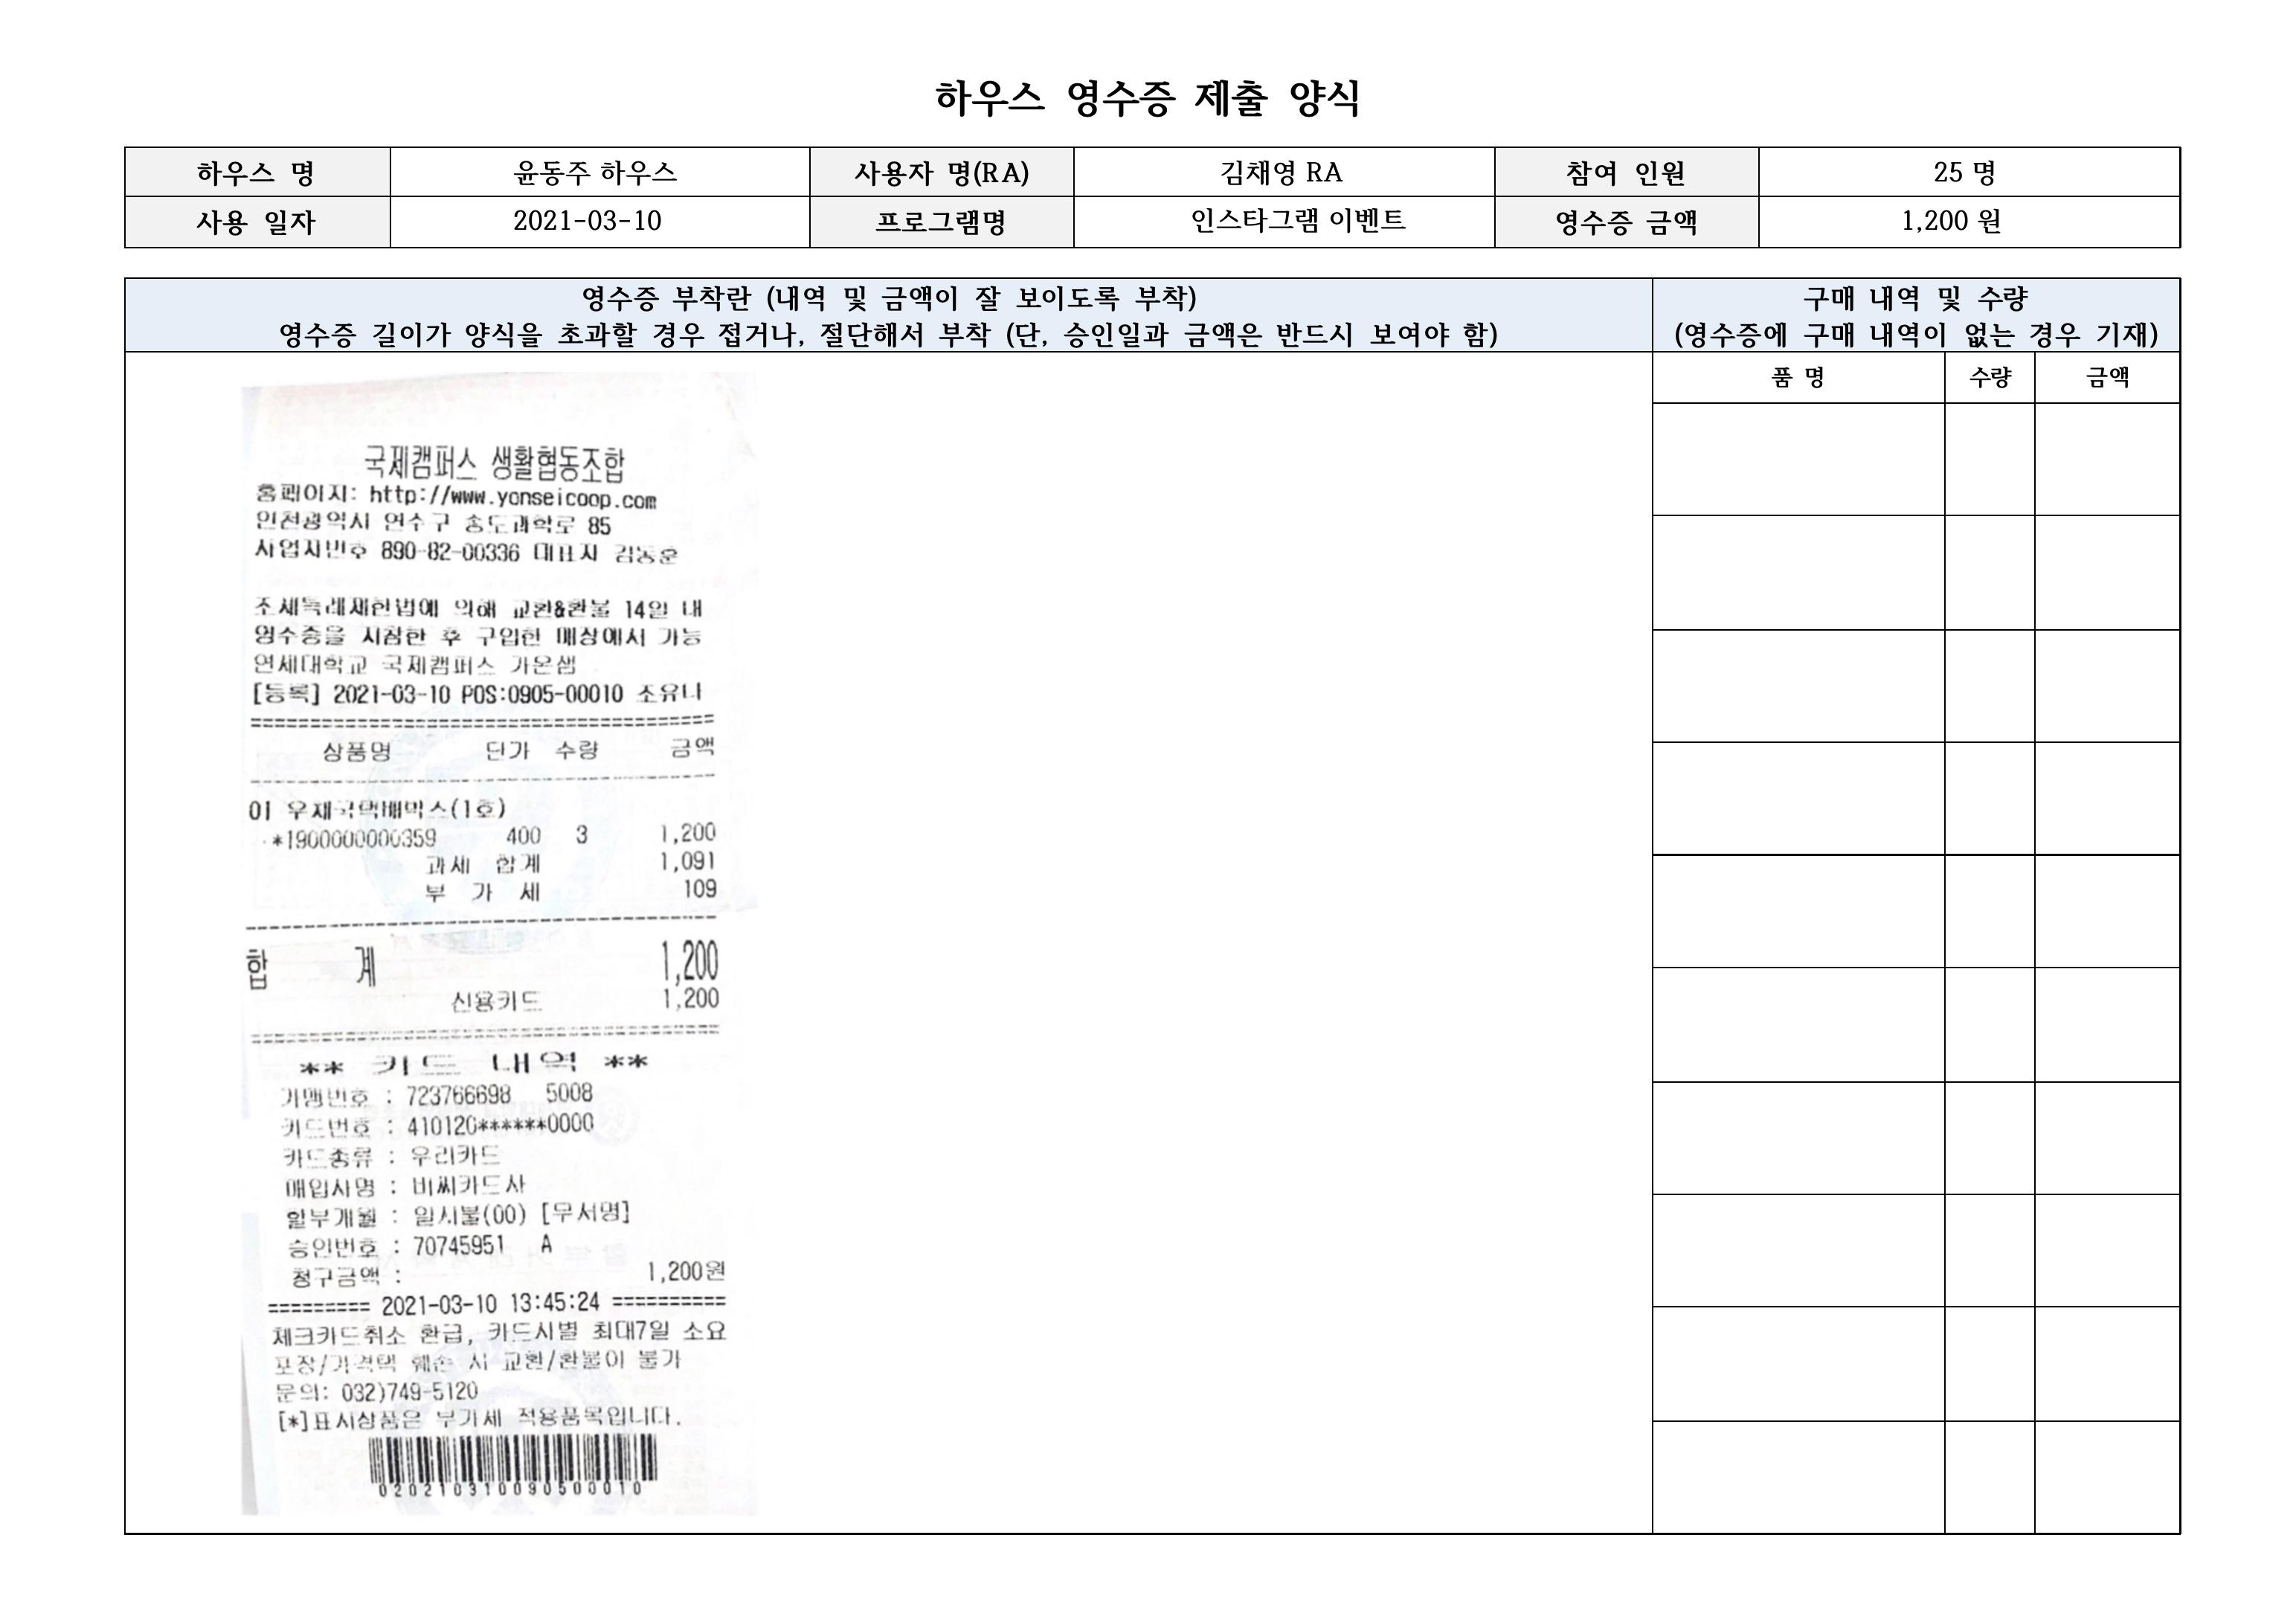 하우스 영수증 제출 양식
하우스 명 윤동주 하우스 사용자 명(RA) 김채영 RA 참여 인원 25 명
사용 일자 2021-03-10 프로그램명 인스타그램 이벤트 영수증 금액 1,200 원
영수증 부착란 (내역 및 금액이 잘 보이도록 부착)
영수증 길이가 양식을 초과할 경우 접거나, 절단해서 부착 (단, 승인일과 금액은 반드시 보여야 함)
구매 내역 및 수량
(영수증에 구매 내역이 없는 경우 기재)
품 명 수량 금액
국제캠퍼스 생활협동조합
홈페이지: http://www.yonseicoop.com
인천광역시 연수구 송도과학로 85
사업자번호 890-82-00336 대표자
조세특례제한법에 의해 교환&환불 14일 내
영수증을 지참한 후 구입한 매장에서 가능
연세대학교 국제캠퍼스 가온샘
[등록] 2021-03-10 POS:0905-00010 소유나
상품명 단가 수량 금액
01 우체국택배박스(1호)
*1900000000359 400 3 1,200
과세 합계 1,091
부 가 세 109
합 계 1,200
신용카드 1,200
** 카드 내역 **
가맹번호 : 723766698 5008
카드번호 : 410120******0000
카드종류 : 우리카드
매입사명 : 비씨카드사
할부개월 : 일시불(00) [무서명]
승인번호 : 70745951 A
청구금액 : 1,200원
======== 2021-03-10 13:45:24 ========
체크카드취소 환급, 카드사별 최대7일 소요
포장/가격택 훼손 시 교환/환불이 불가
문의: 032)749-5120
[*]표시상품은 부가세 적용품목입니다.
020210310090500010